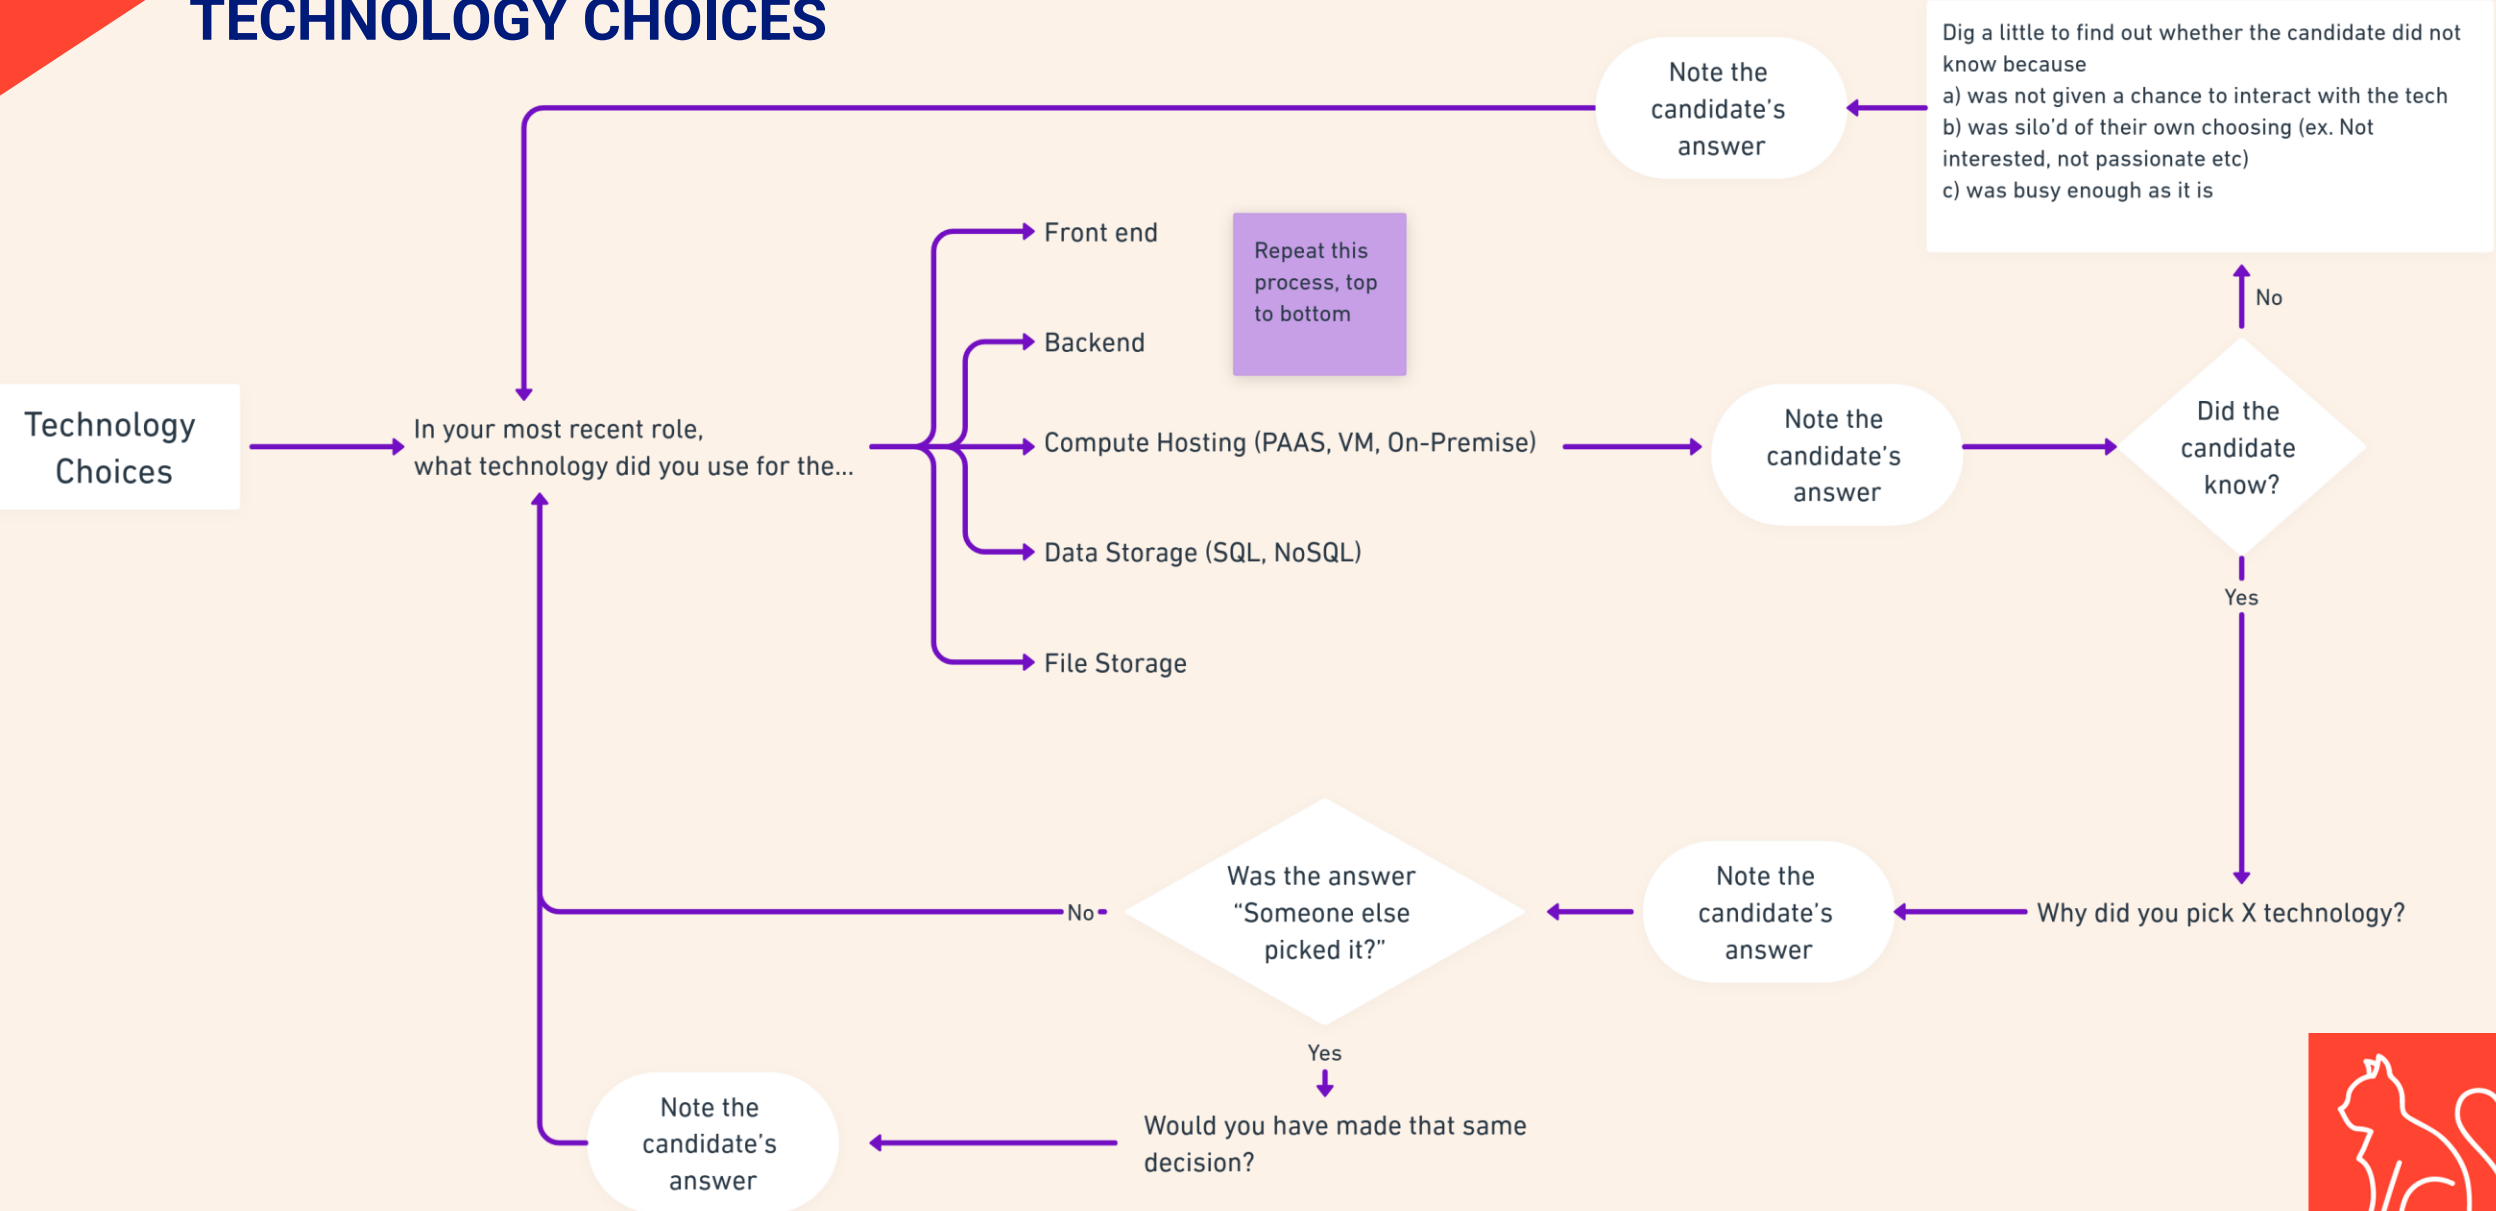 TECHNOLOGY CHOICES
Dig a little to find out whether the candidate did not
know because
a) was not given a chance to interact with the tech
b) was silo’d of their own choosing (ex. Not
interested, not passionate etc)
c) was busy enough as it is
Note the
candidate’s
answer
Front end
Repeat this
process, top
to bottom
No
Backend
Technology
Choices
In your most recent role,
what technology did you use for the...
Compute Hosting (PAAS, VM, On-Premise)
Note the
candidate’s
answer
Did the
candidate
know?
Data Storage (SQL, NoSQL)
Yes
File Storage
Why did you pick X technology?
Note the
candidate’s
answer
Was the answer
“Someone else
picked it?”
No
Yes
Would you have made that same
decision?
Note the
candidate’s
answer